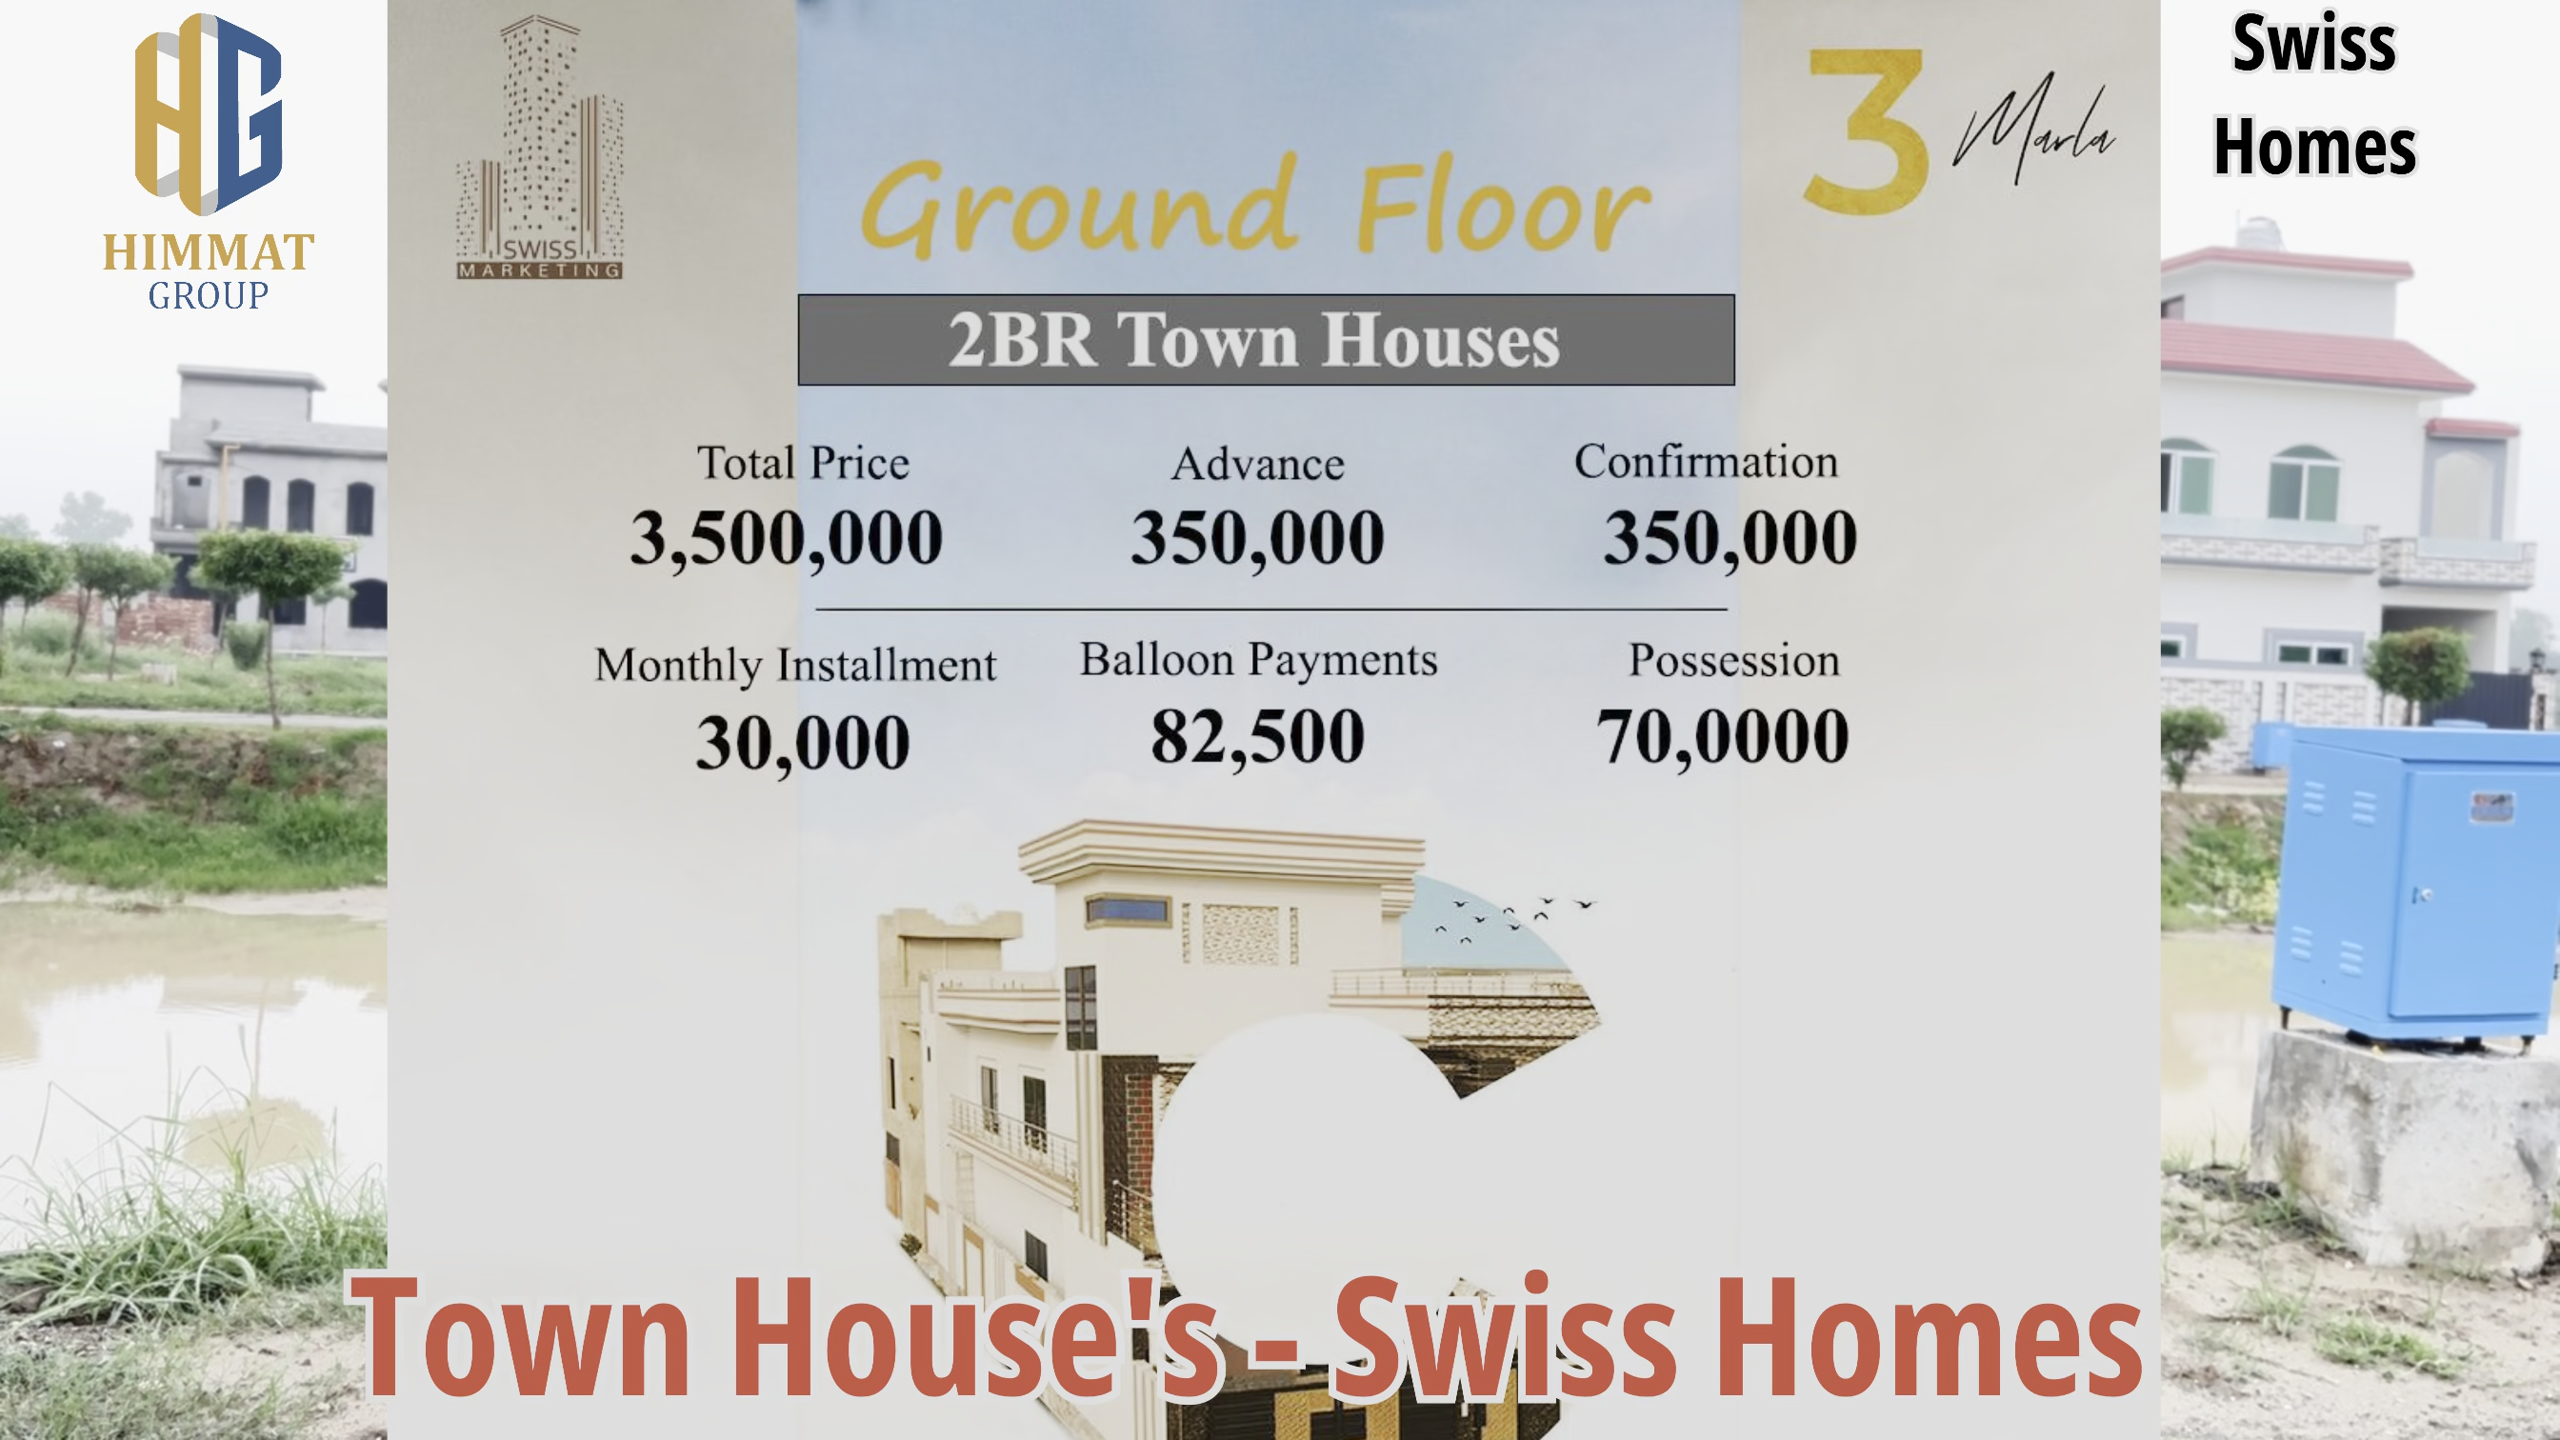 HIMMAT
GROUP
SWISS
MARKETING
Ground Floor
3 Marla
Swiss
Homes
2BR Town Houses
Total Price
3,500,000
Advance
350,000
Confirmation
350,000
Monthly Installment
30,000
Balloon Payments
82,500
Possession
70,0000
Town House's - Swiss Homes